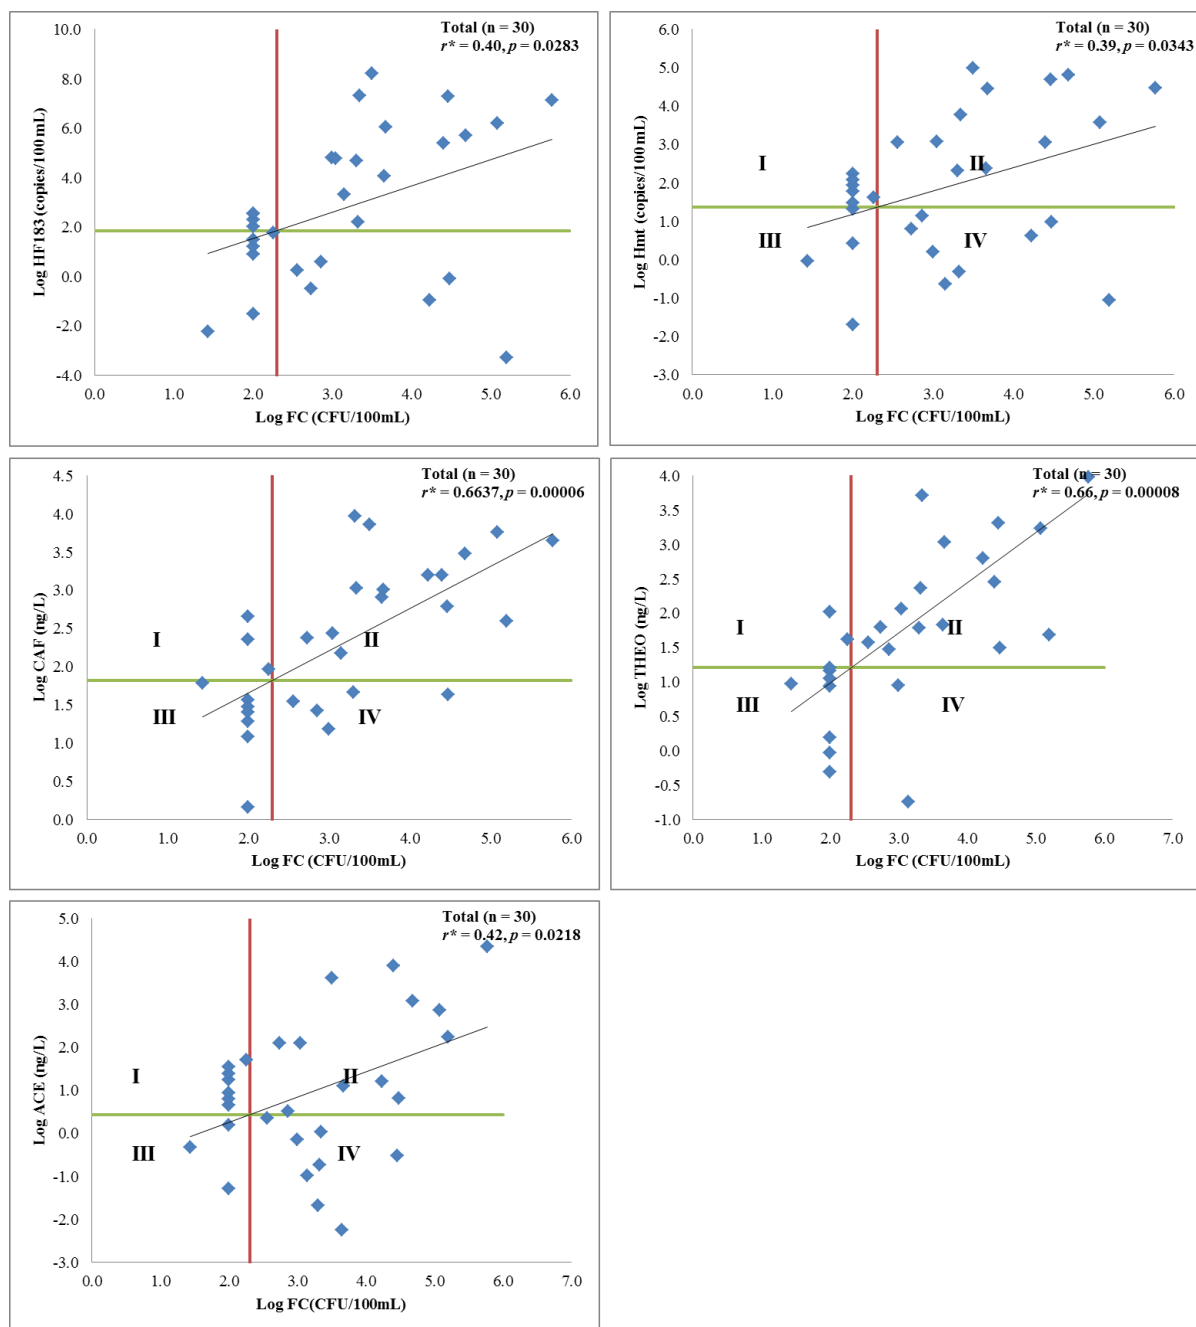 Total (n = 30)
r* = 0.40, p = 0.0283
10.0
8.0
6.0
4.0
2.0
0.0
-2.0
-4.0
Log HF183 (copies/100mL)
0.0 1.0 2.0 3.0 4.0 5.0 6.0
Log FC (CFU/100mL)
Total (n = 30)
r* = 0.39, p = 0.0343
6.0
5.0
4.0
3.0
2.0
1.0
0.0
-1.0
-2.0
-3.0
Log Hmt (copies/100mL)
I II
III IV
0.0 1.0 2.0 3.0 4.0 5.0 6.0
Log FC (CFU/100mL)
Total (n = 30)
r* = 0.6637, p = 0.00006
4.5
4.0
3.5
3.0
2.5
2.0
1.5
1.0
0.5
0.0
Log CAF (ng/L)
I II
III IV
0.0 1.0 2.0 3.0 4.0 5.0 6.0
Log FC (CFU/100mL)
Total (n = 30)
r* = 0.66, p = 0.00008
4.0
3.5
3.0
2.5
2.0
1.5
1.0
0.5
0.0
-0.5
-1.0
Log THEO (ng/L)
I II
III IV
0.0 1.0 2.0 3.0 4.0 5.0 6.0 7.0
Log FC (CFU/100mL)
Total (n = 30)
r* = 0.42, p = 0.0218
5.0
4.0
3.0
2.0
1.0
0.0
-1.0
-2.0
-3.0
Log ACE (ng/L)
I II
III IV
0.0 1.0 2.0 3.0 4.0 5.0 6.0 7.0
Log FC(CFU/100mL)